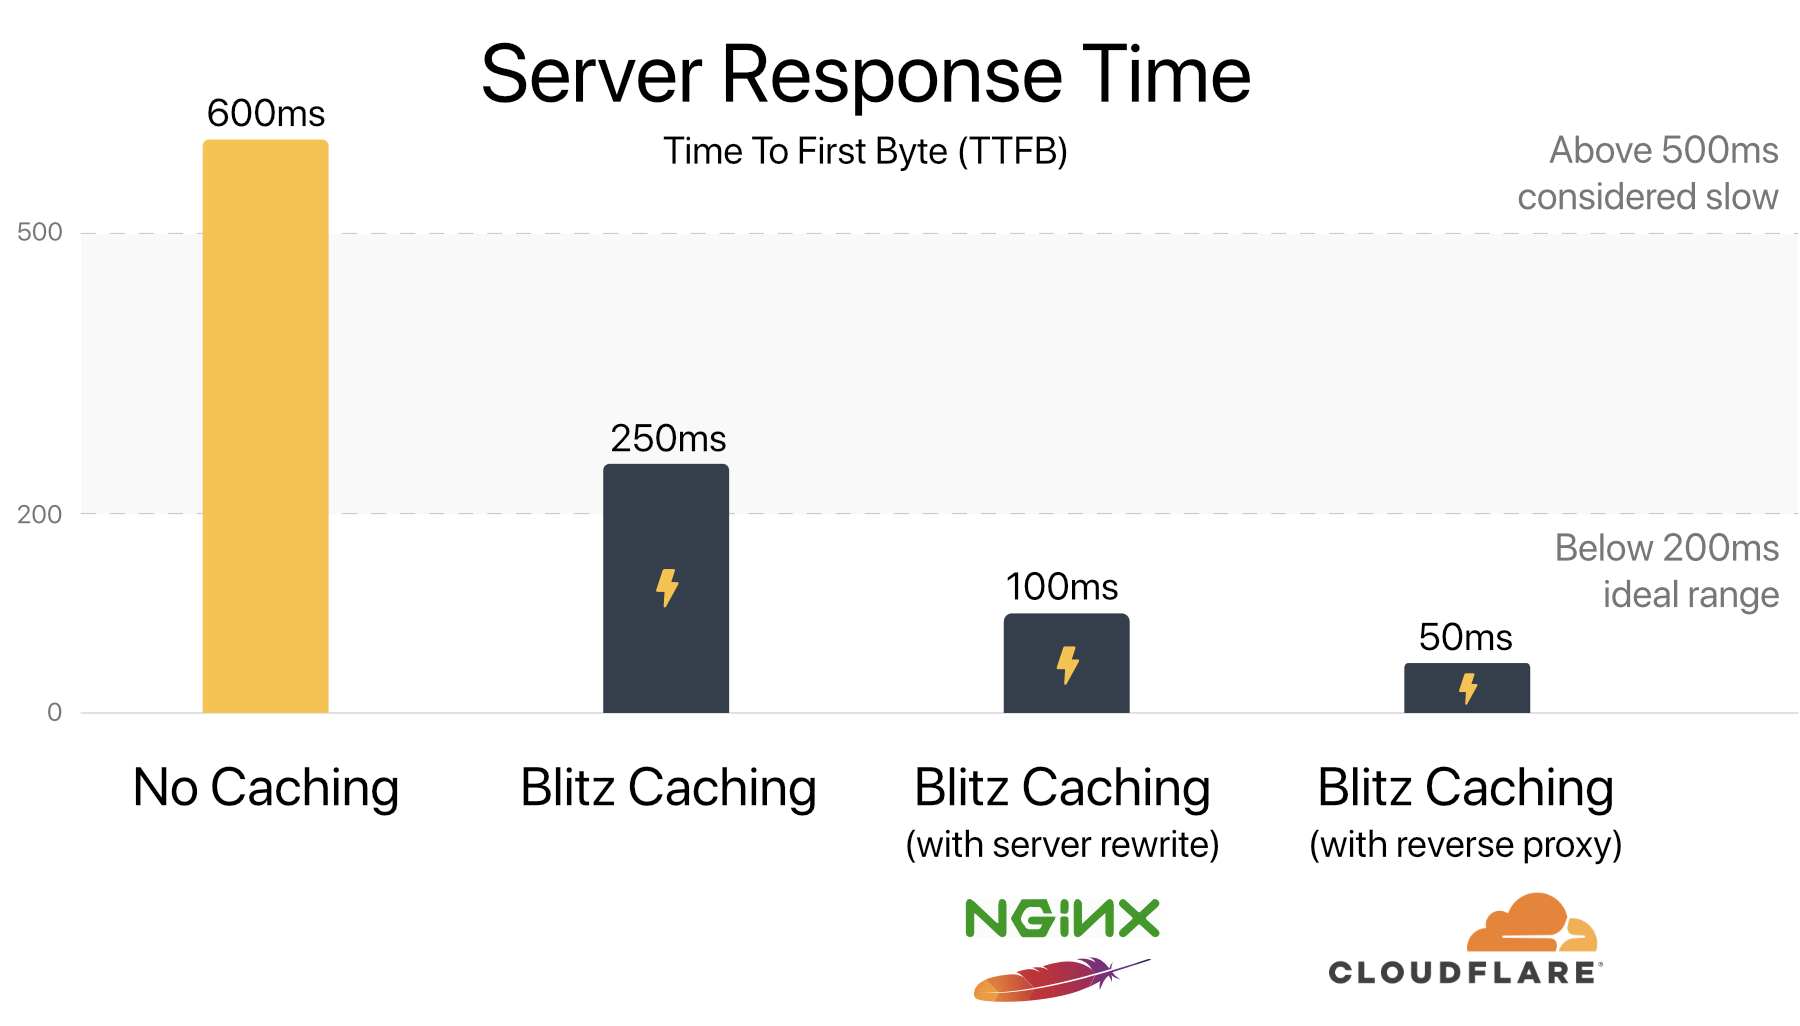 Server Response Time
Time To First Byte (TTFB)
600ms
Above 500ms
considered slow
500
250ms
200
Below 200ms
ideal range
100ms
50ms
0
No Caching
Blitz Caching
Blitz Caching
(with server rewrite)
Blitz Caching
(with reverse proxy)
NGINX
CLOUDFLARE®